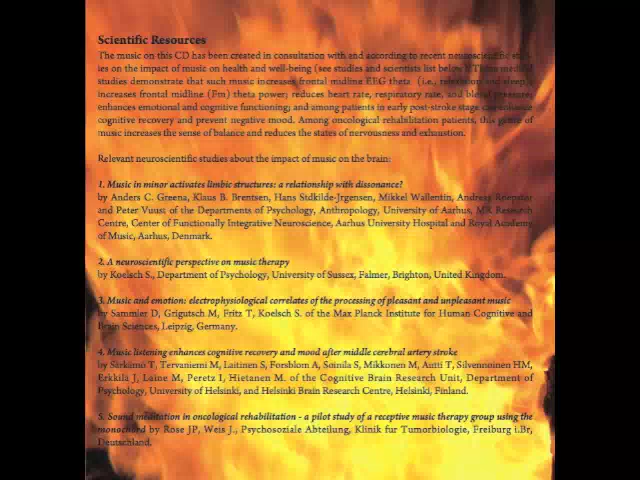 Scientific Resources
The music on this CD has been created in consultation with and according to recent neuroscientific stud-
ies on the impact of music on health and well-being (see studies and scientists list below). These
studies demonstrate that such music increases frontal midline EEG theta (i.e., relaxation and sleep),
increases frontal midline (Fm) theta power; reduces heart rate, respiratory rate, and blood pressure;
enhances emotional and cognitive functioning; and among patients in early post-stroke stage can enhance
cognitive recovery and prevent negative mood. Among oncological rehabilitation patients, this genre of
music increases the sense of balance and reduces the states of nervousness and exhaustion.
Relevant neuroscientific studies about the impact of music on the brain:
1. Music in minor activates limbic structures: a relationship with dissonance?
by Anders C. Greena, Klaus B. Brentsen, Hans Stdkilde-Jrgensen, Mikkel Wallentin, Andreas Roepstor
and Peter Vuust of the Departments of Psychology, Anthropology, University of Aarhus, MR Research
Centre, Center of Functionally Integrative Neuroscience, Aarhus University Hospital and Royal Academy
of Music, Aarhus, Denmark.
2. A neuroscientific perspective on music therapy
by Koelsch S., Department of Psychology, University of Sussex, Falmer, Brighton, United Kingdom.
3. Music and emotion: electrophysiological correlates of the processing of pleasant and unpleasant music
by Sammler D, Grigutsch M, Fritz T, Koelsch S. of the Max Planck Institute for Human Cognitive and
Brain Sciences, Leipzig, Germany.
4. Music listening enhances cognitive recovery and mood after middle cerebral artery stroke
by Särkämö T, Tervaniemi M, Laitinen S, Forsblom A, Soinila S, Mikkonen M, Autti T, Silvennoinen HM,
Erkkilä J, Laine M, Peretz I, Hietanen M. of the Cognitive Brain Research Unit, Department of
Psychology, University of Helsinki, and Helsinki Brain Research Centre, Helsinki, Finland.
5. Sound meditation in oncological rehabilitation - a pilot study of a receptive music therapy group using the
monochord by Rose JP, Weis J., Psychosoziale Abteilung, Klinik fur Tumorbiologie, Freiburg i.Br,
Deutschland.